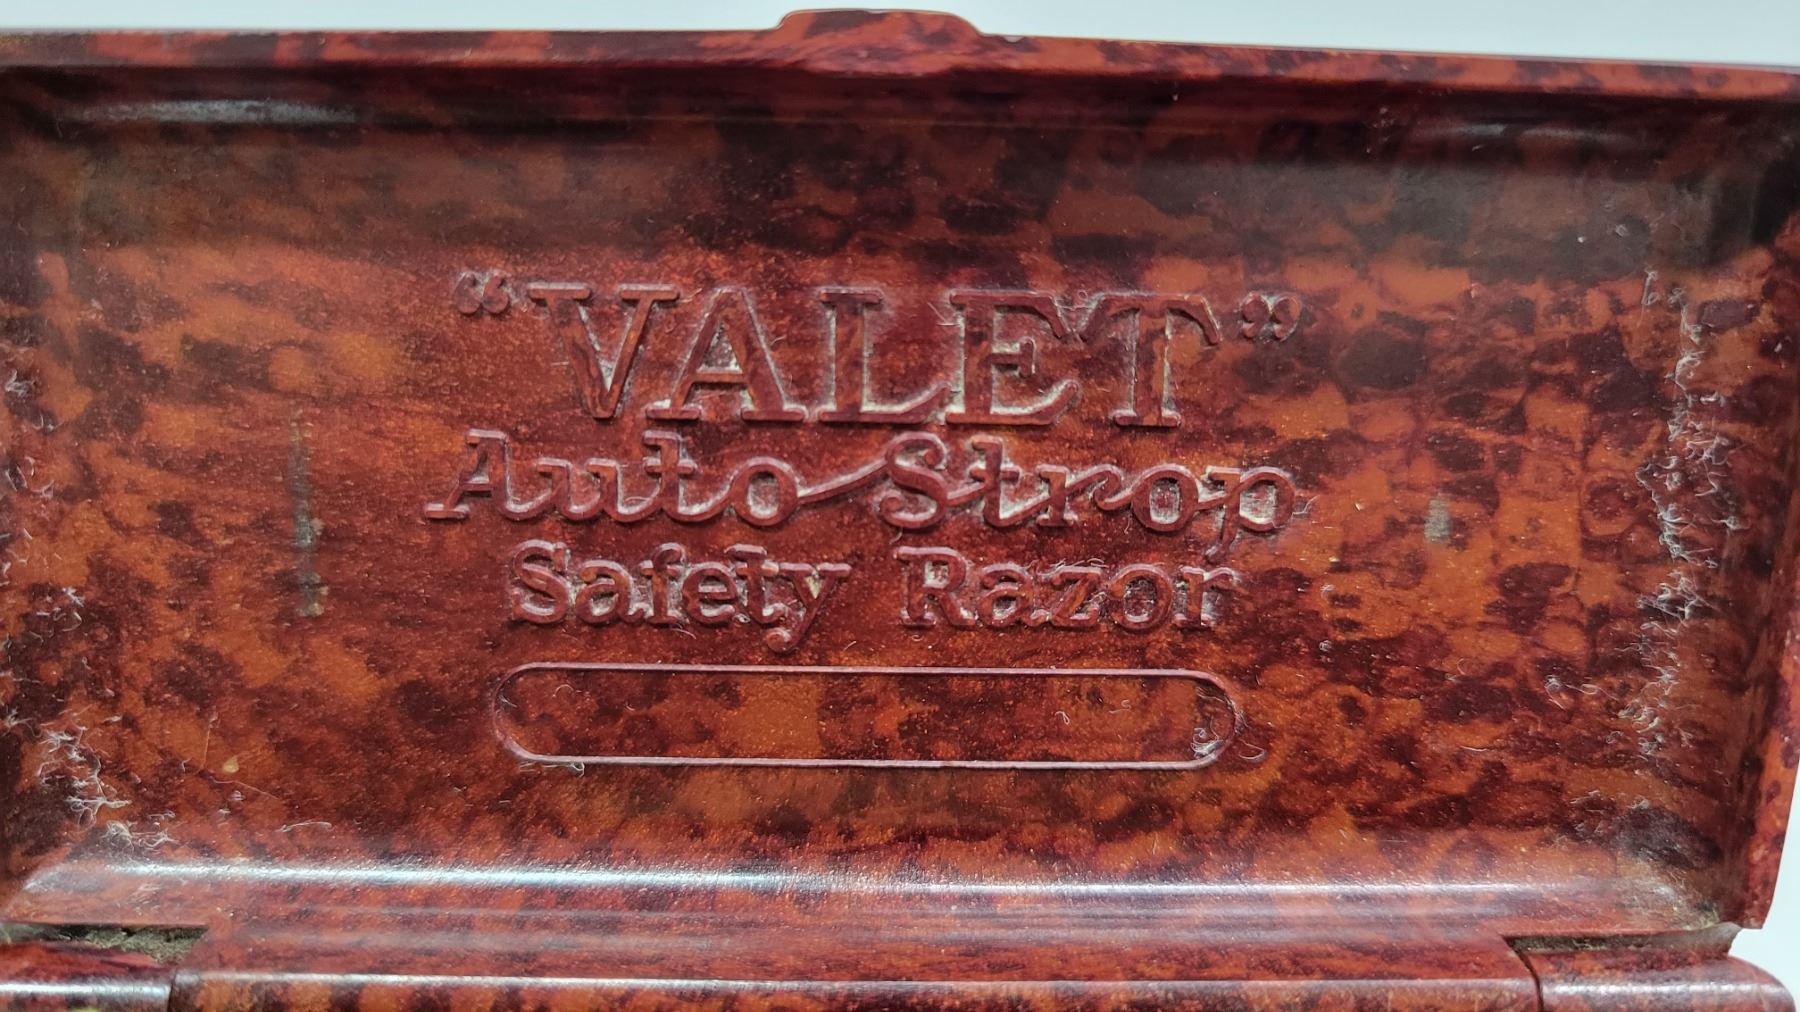 “VALET”
Auto Strop
Safety Razor